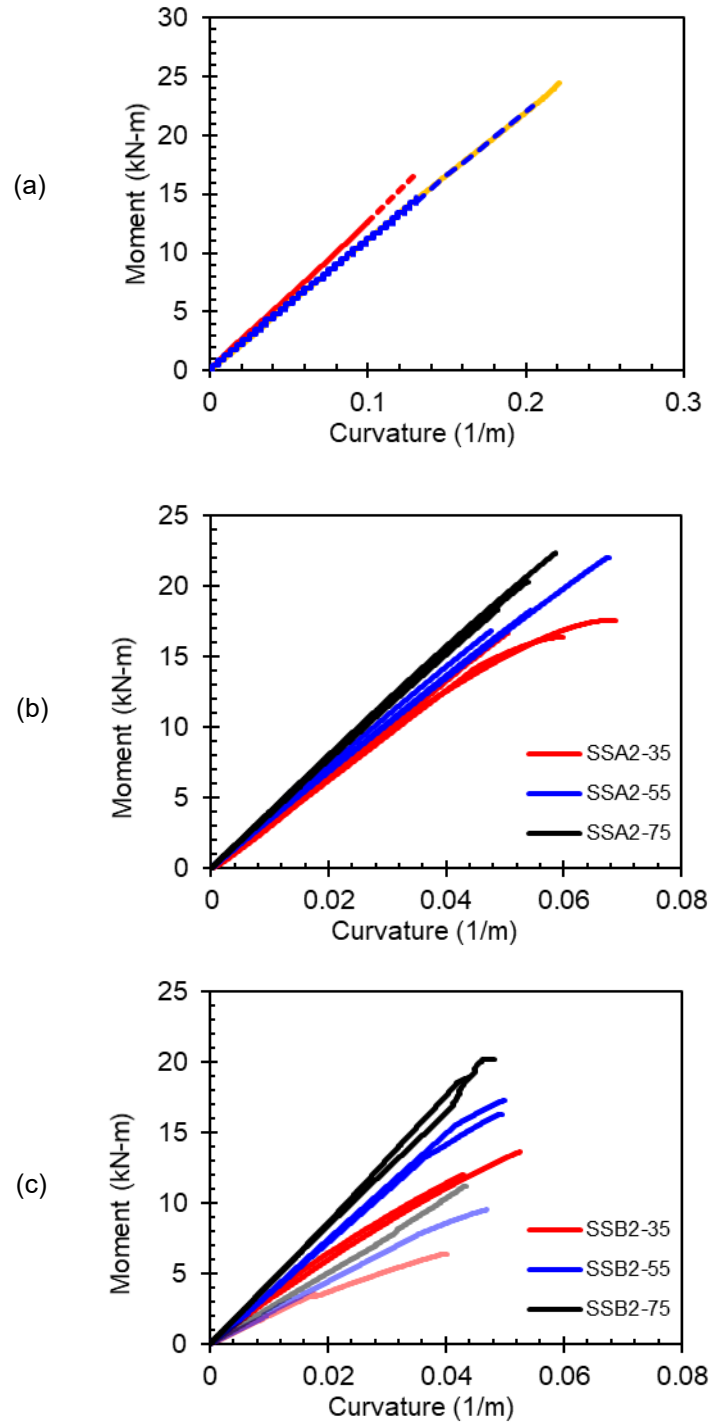 (a)
Moment (kN-m)
30
25
20
15
10
5
0
0 0.1 0.2 0.3
Curvature (1/m)
(b)
Moment (kN-m)
25
20
15
10
5
0
SSA2-35
SSA2-55
SSA2-75
0 0.02 0.04 0.06 0.08
Curvature (1/m)
(c)
Moment (kN-m)
25
20
15
10
5
0
SSB2-35
SSB2-55
SSB2-75
0 0.02 0.04 0.06 0.08
Curvature (1/m)